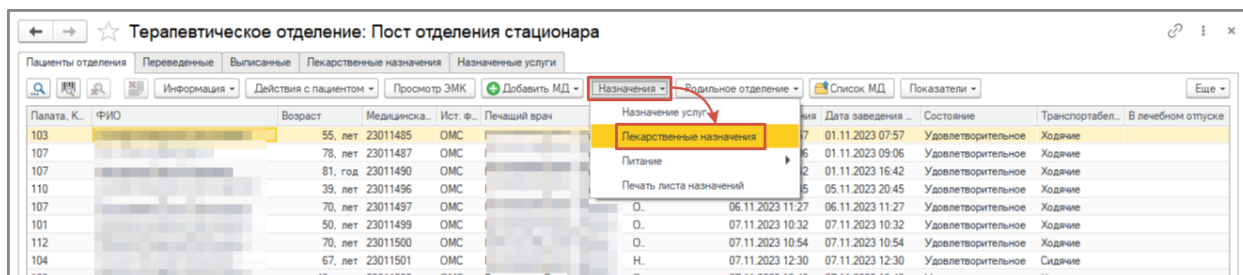 Терапевтическое отделение: Пост отделения стационара
Пациенты отделения Переведенные Выписанные Лекарственные назначения Назначенные услуги
Информация Действия с пациентом Просмотр ЭМК Добавить МД Назначения Родильное отделение Список МД Показатели Еще
Палата, К... ФИО Возраст Медицинска... Ист. ф... Лечащий врач Дата заведения ... Состояние Транспортабел... В лечебном отпуске
Назначение услуг
Лекарственные назначения
Питание
Печать листа назначений
103 55, лет 23011485 ОМС 01.11.2023 07:57 Удовлетворительное Ходячие
107 78, лет 23011487 ОМС 01.11.2023 09:06 Удовлетворительное Ходячие
107 81, год 23011490 ОМС 01.11.2023 16:42 Удовлетворительное Ходячие
110 39, лет 23011496 ОМС 05.11.2023 20:45 Удовлетворительное Ходячие
107 70, лет 23011497 ОМС О.. 06.11.2023 11:27 06.11.2023 11:27 Удовлетворительное Ходячие
101 50, лет 23011499 ОМС О.. 07.11.2023 10:32 07.11.2023 10:32 Удовлетворительное Ходячие
112 70, лет 23011500 ОМС О.. 07.11.2023 10:54 07.11.2023 10:54 Удовлетворительное Ходячие
104 67, лет 23011501 ОМС Н.. 07.11.2023 12:30 07.11.2023 12:30 Удовлетворительное Сидячие